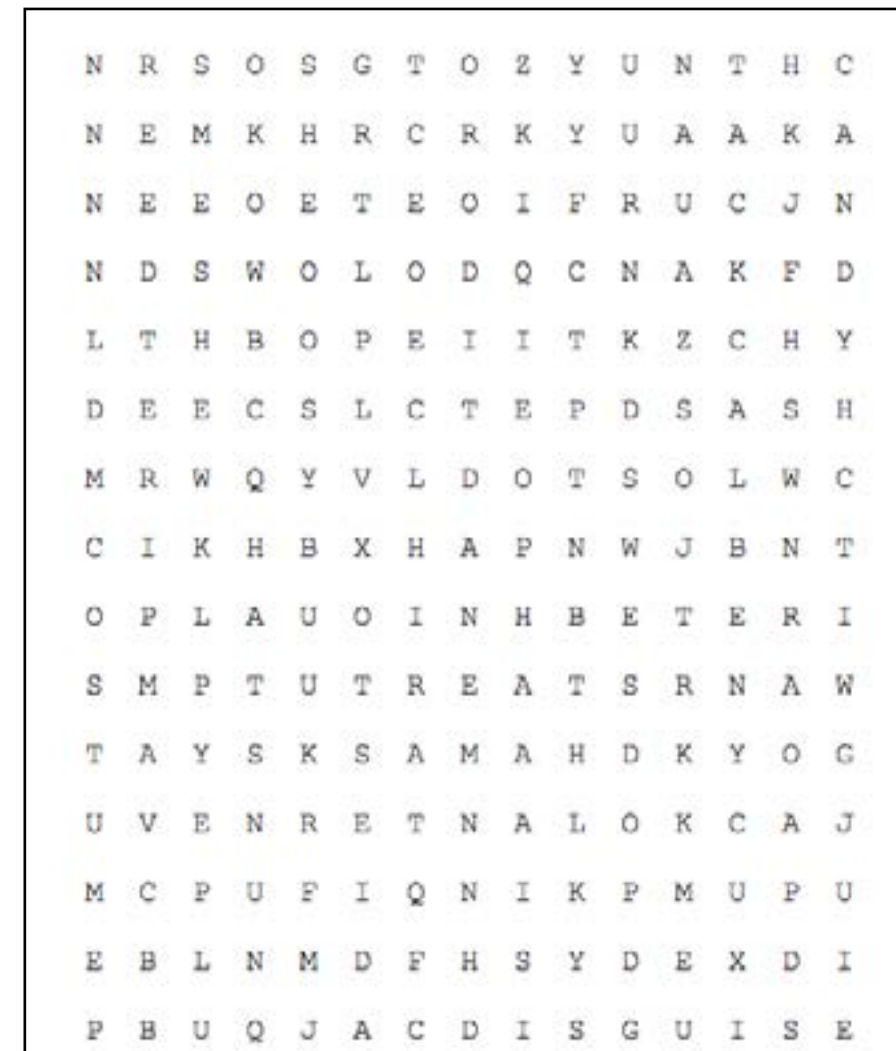 N R S O S G T O Z Y U N T H C
N E M K H R C R K Y U A A K A
N E E O E T E O I F R U C J N
N D S W O L O D Q C N A K F D
L T H B O P E I I T K Z C H Y
D E E C S L C T E P D S A S H
M R W Q Y V L D O T S O L W C
C I K H B X H A P N W J B N T
O P L A U O I N H B E T E R I
S M P T U T R E A T S R N A W
T A Y S K S A M A H D K Y O G
U V E N R E T N A L O K C A J
M C P U F I Q N I K P M U P U
E B L N M D F H S Y D E X D I
P B U Q J A C D I S G U I S E